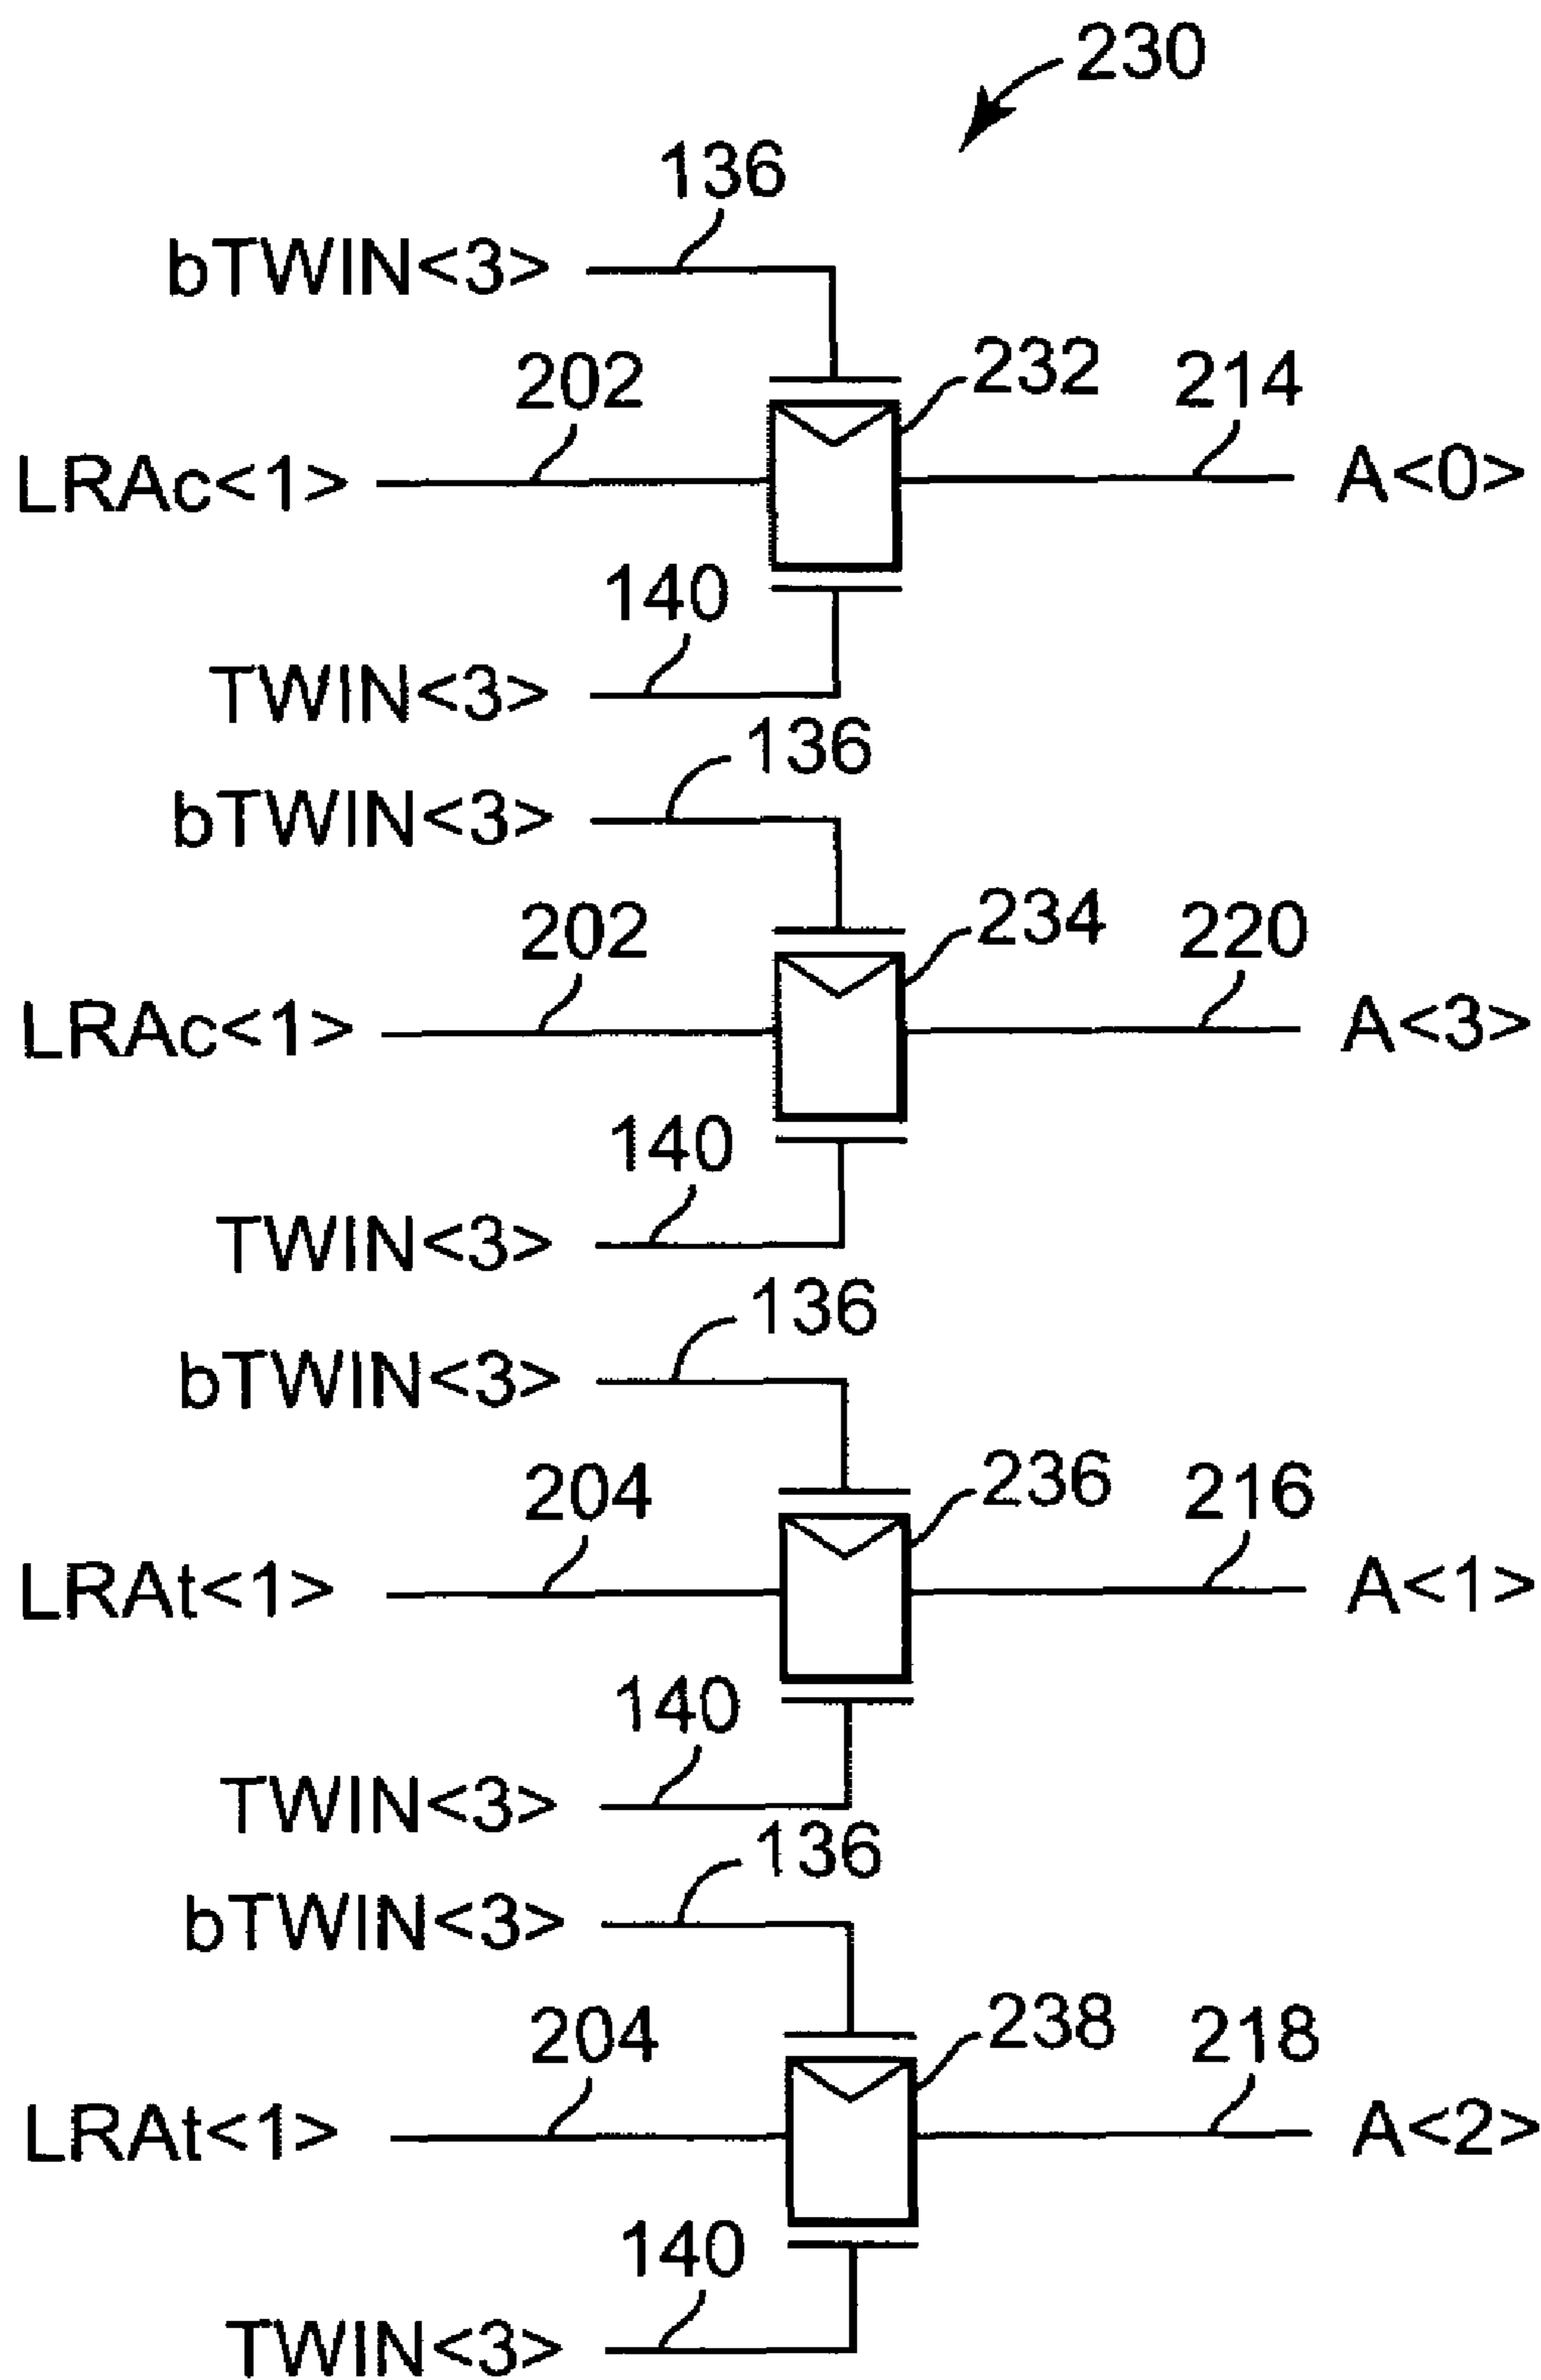 230
136
bTWIN<3>
202 232 214
LRAc<1> A<0>
140
TWIN<3>
136
bTWIN<3>
202 234 220
LRAc<1> A<3>
140
TWIN<3>
136
bTWIN<3>
204 236 216
LRAt<1> A<1>
140
TWIN<3>
136
bTWIN<3>
204 238 218
LRAt<1> A<2>
140
TWIN<3>